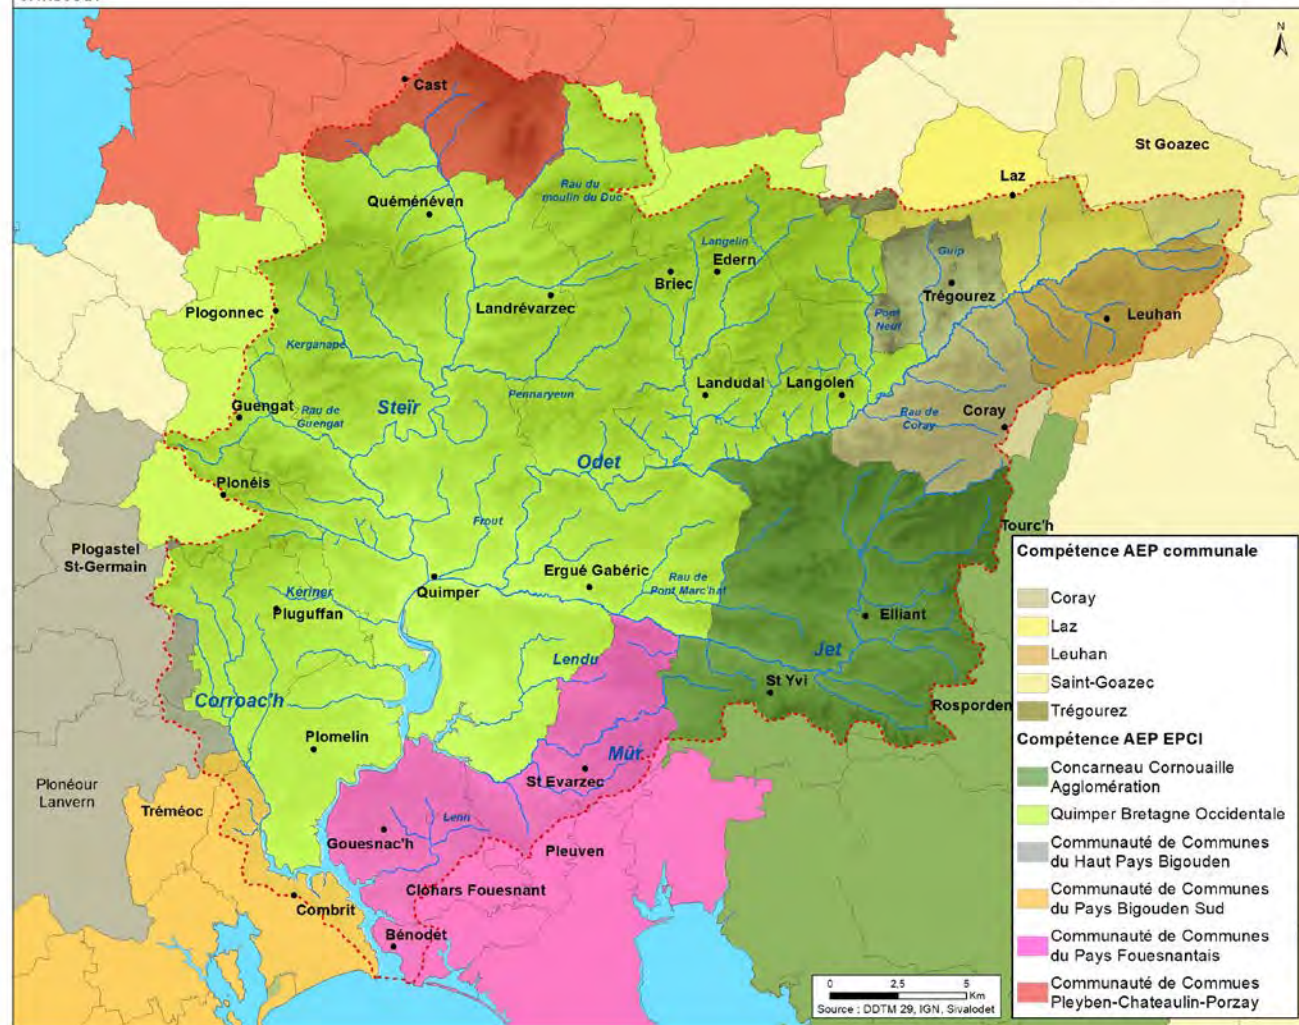 N
Cast
St Goazec
Laz
Rau du
moulin du Duc
Quéménéven
Langelin
Edern
Guip
Briec
Trégourez
Plogonnec
Landrévarzec
Pont
Neuf
Leuhan
Kerganapé
Pennaryeun
Landudal
Langolen
Guengat
Rau de
Guengat
Steïr
Rau de
Coray
Coray
Odet
Plonéis
Frout
Tourc'h
Plogastel
St-Germain
Quimper
Ergué Gabéric
Rau de
Pont Marc'hat
Keriner
Pluguffan
Elliant
Lendu
Jet
Corroac'h
St Yvi
Rosporden
Plomelin
Mûr
St Evarzec
Plonéour
Lanvern
Tréméoc
Lenn
Gouesnac'h
Pleuven
Clohars Fouesnant
Combrit
Bénodet
Compétence AEP communale
Coray
Laz
Leuhan
Saint-Goazec
Trégourez
Compétence AEP EPCI
Concarneau Cornouaille
Agglomération
Quimper Bretagne Occidentale
Communauté de Communes
du Haut Pays Bigouden
Communauté de Communes
du Pays Bigouden Sud
Communauté de Communes
du Pays Fouesnantais
Communauté de Commues
Pleyben-Chateaulin-Porzay
0 2,5 5
Km
Source : DDTM 29, IGN, Sivalodet